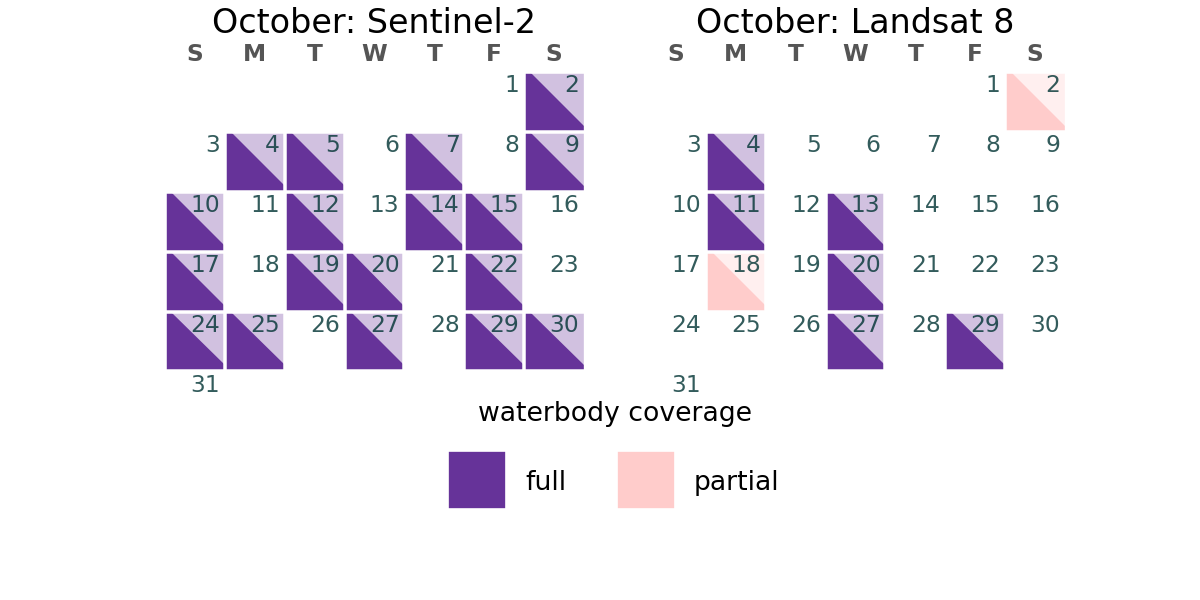 October: Sentinel-2
S M T W T F S
1 2
3 4 5 6 7 8 9
10 11 12 13 14 15 16
17 18 19 20 21 22 23
24 25 26 27 28 29 30
31
October: Landsat 8
S M T W T F S
1 2
3 4 5 6 7 8 9
10 11 12 13 14 15 16
17 18 19 20 21 22 23
24 25 26 27 28 29 30
31
waterbody coverage
full partial